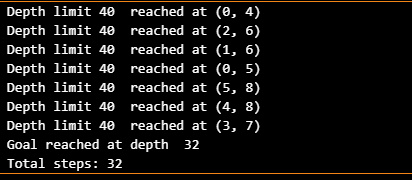 Depth limit 40  reached at (0, 4)
Depth limit 40  reached at (2, 6)
Depth limit 40  reached at (1, 6)
Depth limit 40  reached at (0, 5)
Depth limit 40  reached at (5, 8)
Depth limit 40  reached at (4, 8)
Depth limit 40  reached at (3, 7)
Goal reached at depth  32
Total steps: 32